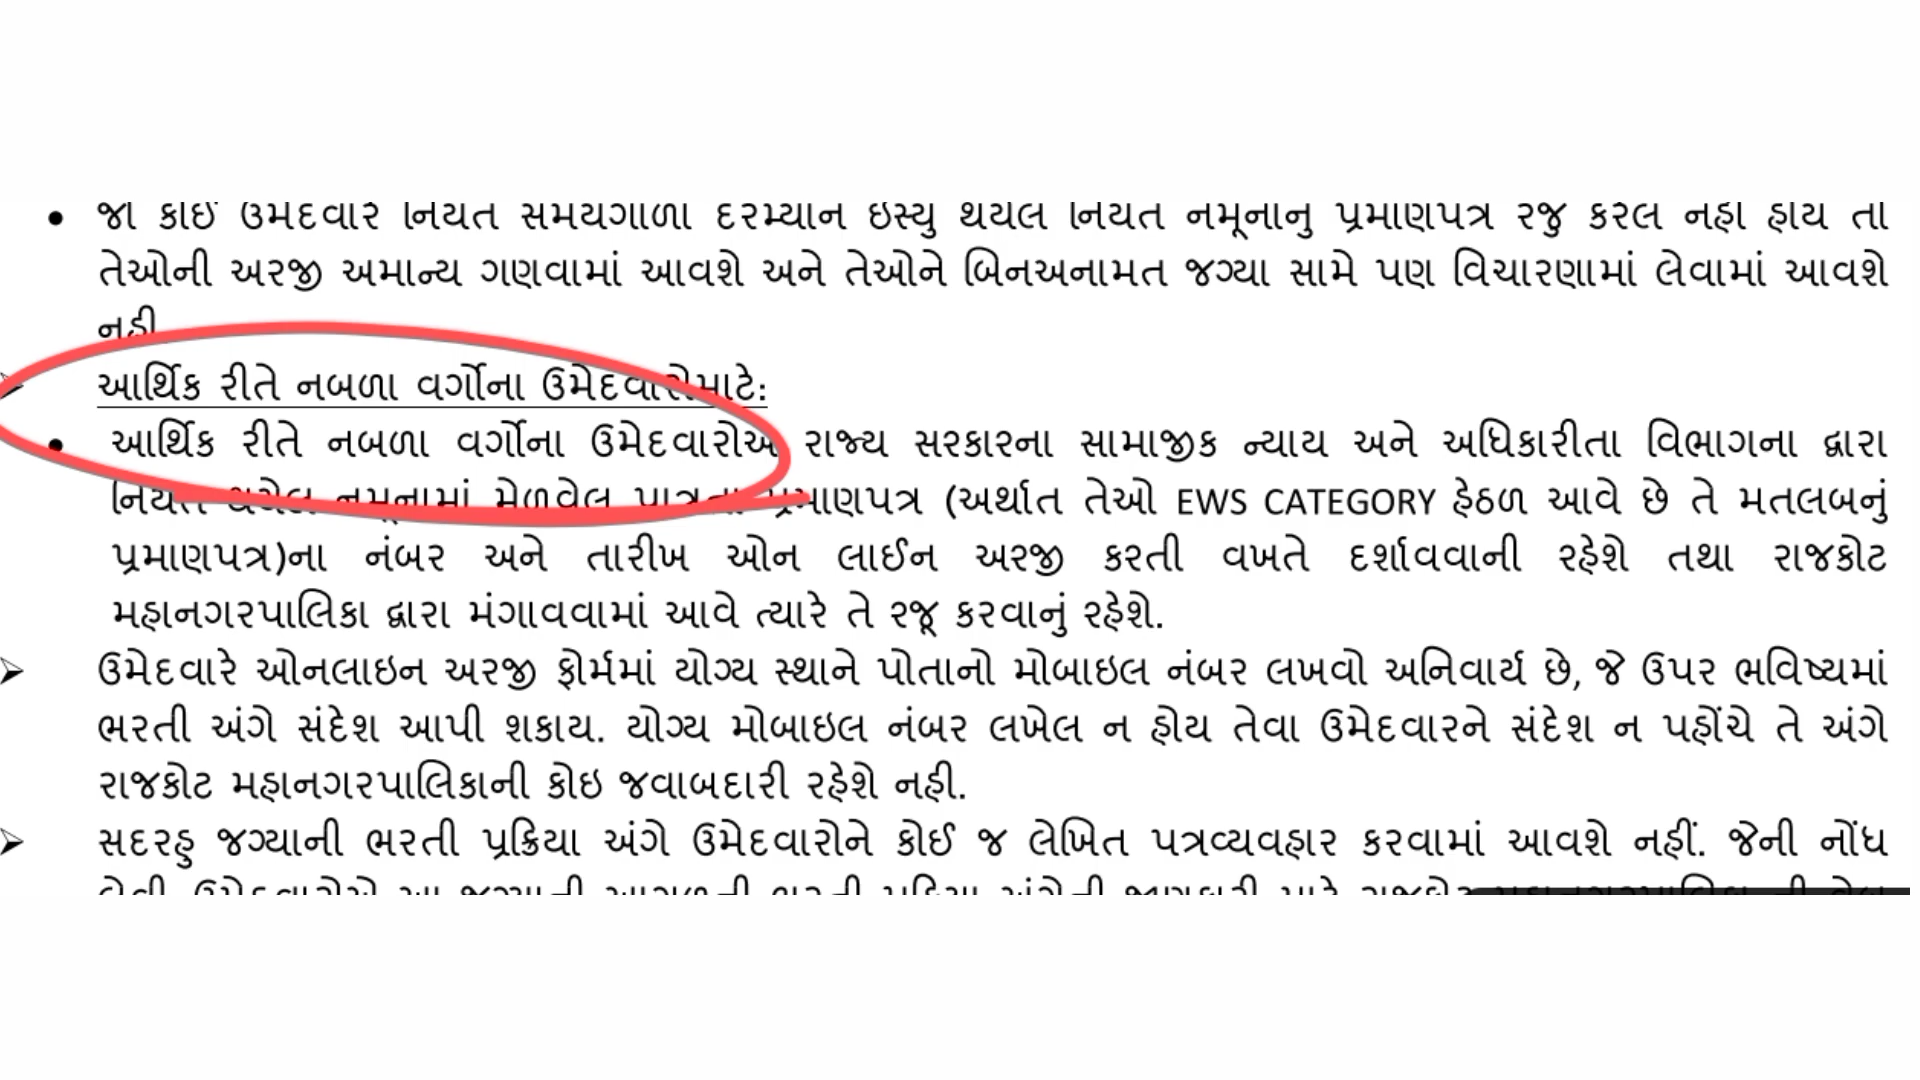 • જો કોઈ ઉમેદવાર નિયત સમયગાળા દરમ્યાન ઇસ્યુ થયેલ નિયત નમૂનાનું પ્રમાણપત્ર રજુ કરેલ નહી હોય તો
તેઓની અરજી અમાન્ય ગણવામાં આવશે અને તેઓને બિનઅનામત જગ્યા સામે પણ વિચારણામાં લેવામાં આવશે
નહી
➢ આર્થિક રીતે નબળા વર્ગોના ઉમેદવારોમાટે:
• આર્થિક રીતે નબળા વર્ગોના ઉમેદવારોએ રાજ્ય સરકારના સામાજીક ન્યાય અને અધિકારીતા વિભાગના દ્વારા
નિયત થયેલ નમૂનામાં મેળવેલ પાત્રતા પ્રમાણપત્ર (અર્થાત તેઓ EWS CATEGORY હેઠળ આવે છે તે મતલબનું
પ્રમાણપત્ર)ના નંબર અને તારીખ ઓન લાઈન અરજી કરતી વખતે દર્શાવવાની રહેશે તથા રાજકોટ
મહાનગરપાલિકા દ્વારા મંગાવવામાં આવે ત્યારે તે રજૂ કરવાનું રહેશે.
➢ ઉમેદવારે ઓનલાઇન અરજી ફોર્મમાં યોગ્ય સ્થાને પોતાનો મોબાઇલ નંબર લખવો અનિવાર્ય છે, જે ઉપર ભવિષ્યમાં
ભરતી અંગે સંદેશ આપી શકાય. યોગ્ય મોબાઇલ નંબર લખેલ ન હોય તેવા ઉમેદવારને સંદેશ ન પહોંચે તે અંગે
રાજકોટ મહાનગરપાલિકાની કોઇ જવાબદારી રહેશે નહી.
➢ સદરહુ જગ્યાની ભરતી પ્રક્રિયા અંગે ઉમેદવારોને કોઈ જ લેખિત પત્રવ્યવહાર કરવામાં આવશે નહીં. જેની નોંધ